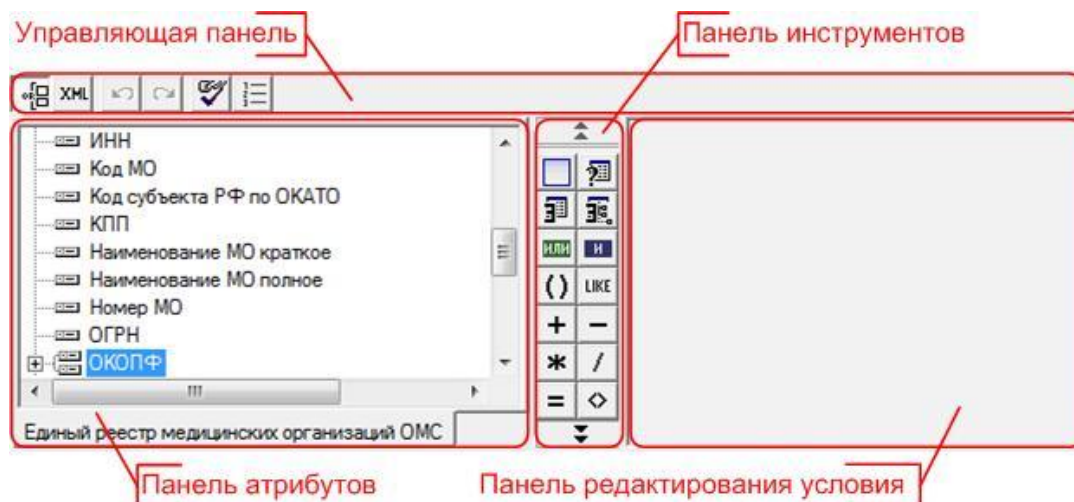 Управляющая панель
Панель инструментов
XML
ИНН
Код МО
Код субъекта РФ по ОКАТО
КПП
Наименование МО краткое
Наименование МО полное
Номер МО
ОГРН
ОКОПФ
ИЛИ И
( ) LIKE
+ −
* /
= <>
Единый реестр медицинских организаций ОМС
Панель атрибутов
Панель редактирования условия